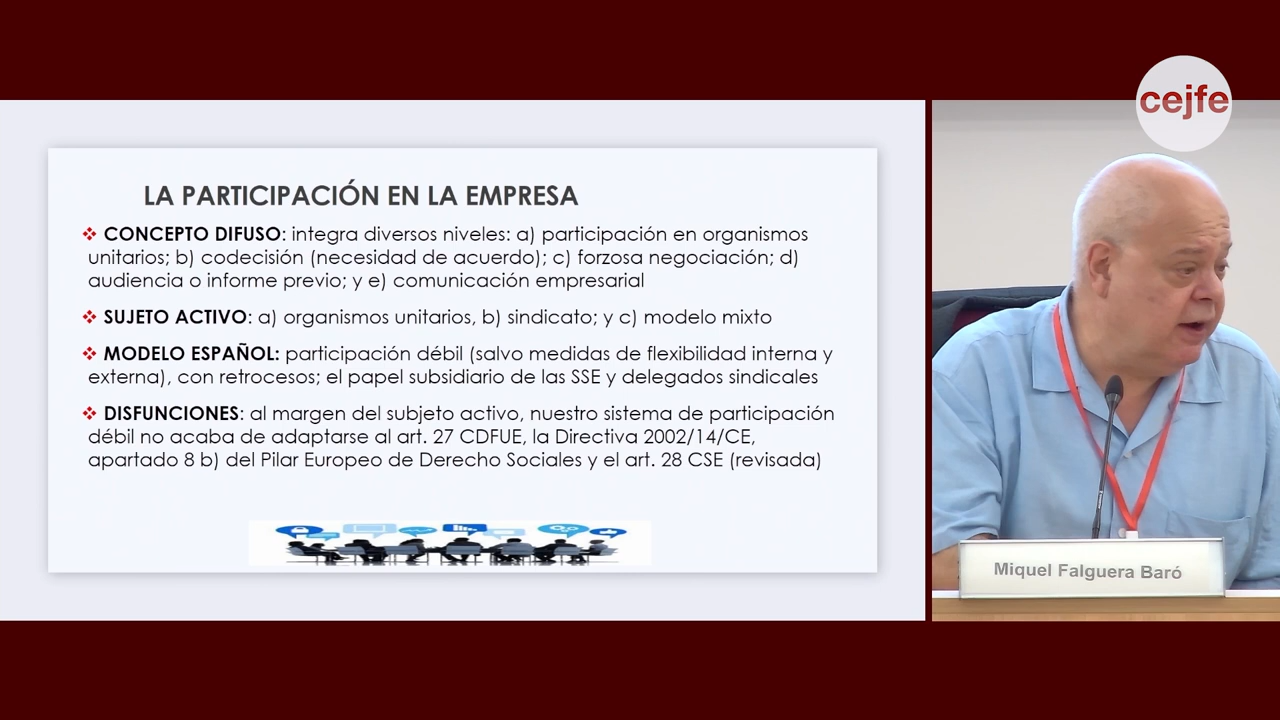 cejfe
LA PARTICIPACIÓN EN LA EMPRESA
❖ CONCEPTO DIFUSO: integra diversos niveles: a) participación en organismos
unitarios; b) codecisión (necesidad de acuerdo); c) forzosa negociación; d)
audiencia o informe previo; y e) comunicación empresarial
❖ SUJETO ACTIVO: a) organismos unitarios, b) sindicato; y c) modelo mixto
❖ MODELO ESPAÑOL: participación débil (salvo medidas de flexibilidad interna y
externa), con retrocesos; el papel subsidiario de las SSE y delegados sindicales
❖ DISFUNCIONES: al margen del subjeto activo, nuestro sistema de participación
débil no acaba de adaptarse al art. 27 CDFUE, la Directiva 2002/14/CE,
apartado 8 b) del Pilar Europeo de Derecho Sociales y el art. 28 CSE (revisada)
Miquel Falguera Baró